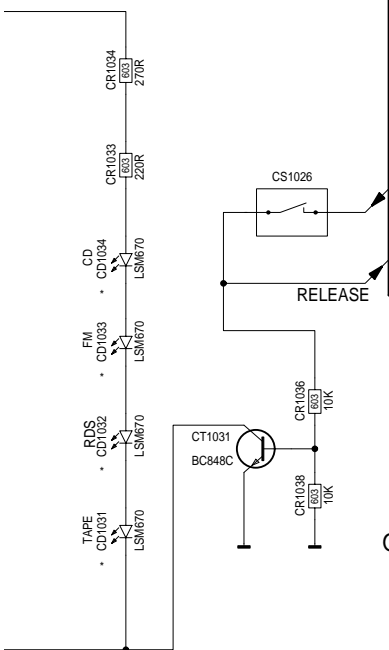 CR1034
603
270R
CR1033
603
220R
CS1026
CD
CD1034
LSM670
*
RELEASE
FM
CD1033
LSM670
*
CR1036
603
10K
RDS
CD1032
LSM670
*
CT1031
BC848C
CR1038
603
10K
TAPE
CD1031
LSM670
*